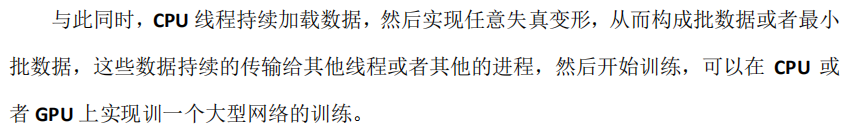 与此同时，CPU 线程持续加载数据，然后实现任意失真变形，从而构成批数据或者最小
批数据，这些数据持续的传输给其他线程或者其他的进程，然后开始训练，可以在 CPU 或
者 GPU 上实现训一个大型网络的训练。